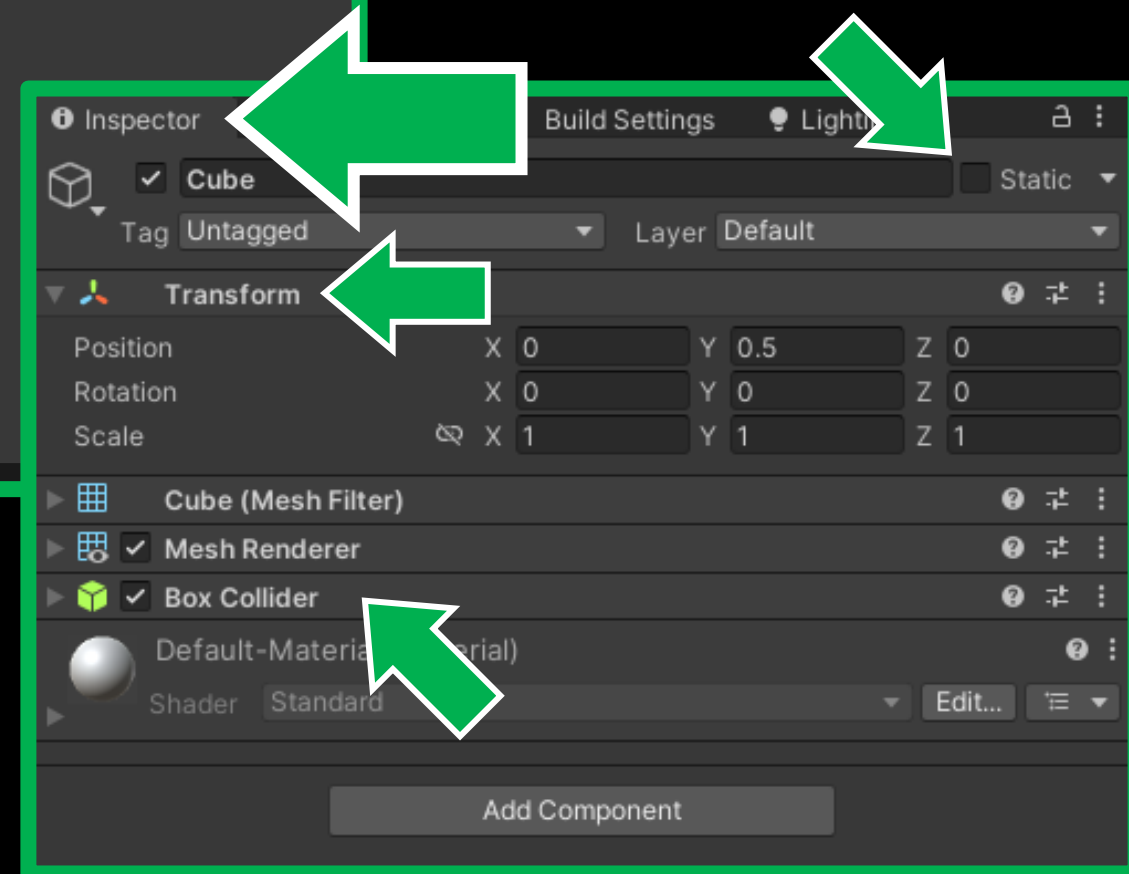 Inspector Build Settings
Cube Static
Tag Untagged Layer Default
Transform
Position X 0 Y 0.5 Z 0
Rotation X 0 Y 0 Z 0
Scale X 1 Y 1 Z 1
Cube (Mesh Filter)
Mesh Renderer
Box Collider
Shader Standard Edit...
Add Component